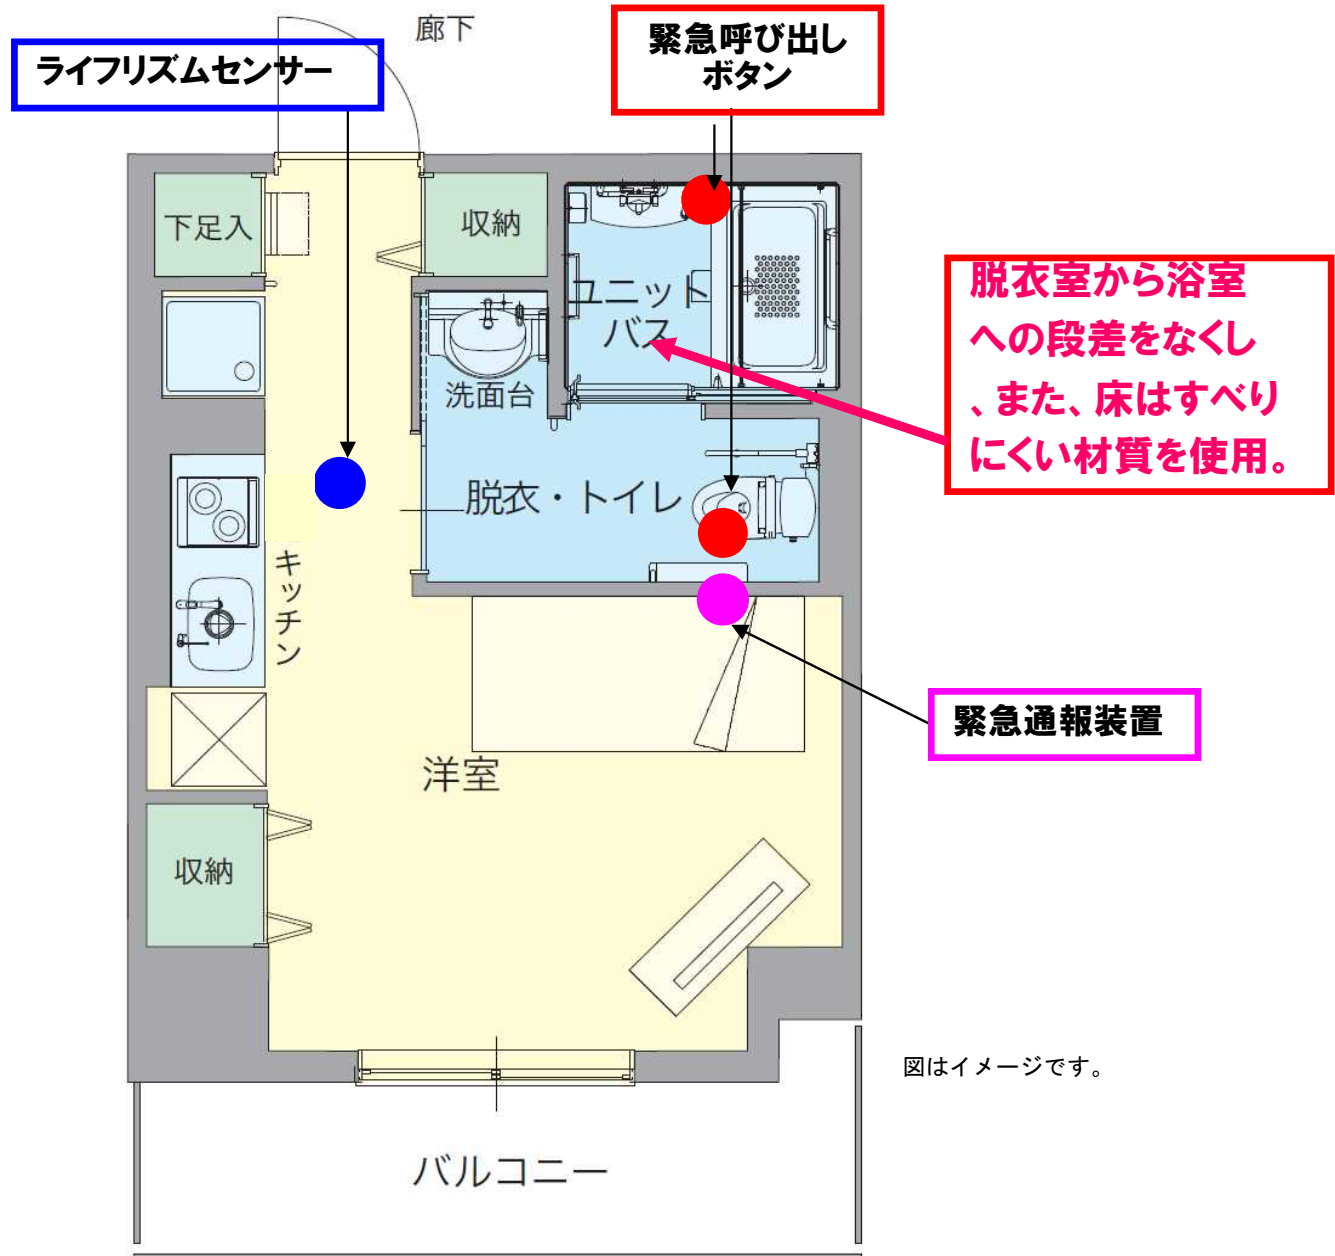 廊下
ライフリズムセンサー
緊急呼び出し
ボタン
下足入
収納
ユニット
バス
脱衣室から浴室
への段差をなくし
、また、床はすべり
にくい材質を使用。
洗面台
脱衣・トイレ
キッチン
緊急通報装置
洋室
収納
図はイメージです。
バルコニー